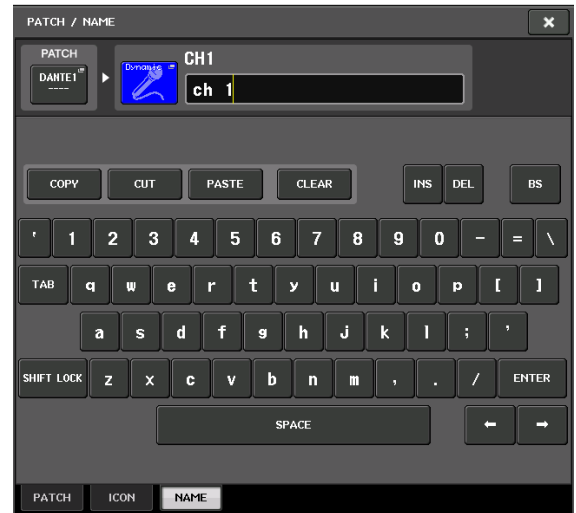 PATCH / NAME
PATCH
DANTE1
----
Dynamic
CH1
ch 1
COPY CUT PASTE CLEAR INS DEL BS
' 1 2 3 4 5 6 7 8 9 0 - = \
TAB q w e r t y u i o p [ ]
a s d f g h j k l ; '
SHIFT LOCK z x c v b n m , . / ENTER
SPACE ← →
PATCH ICON NAME